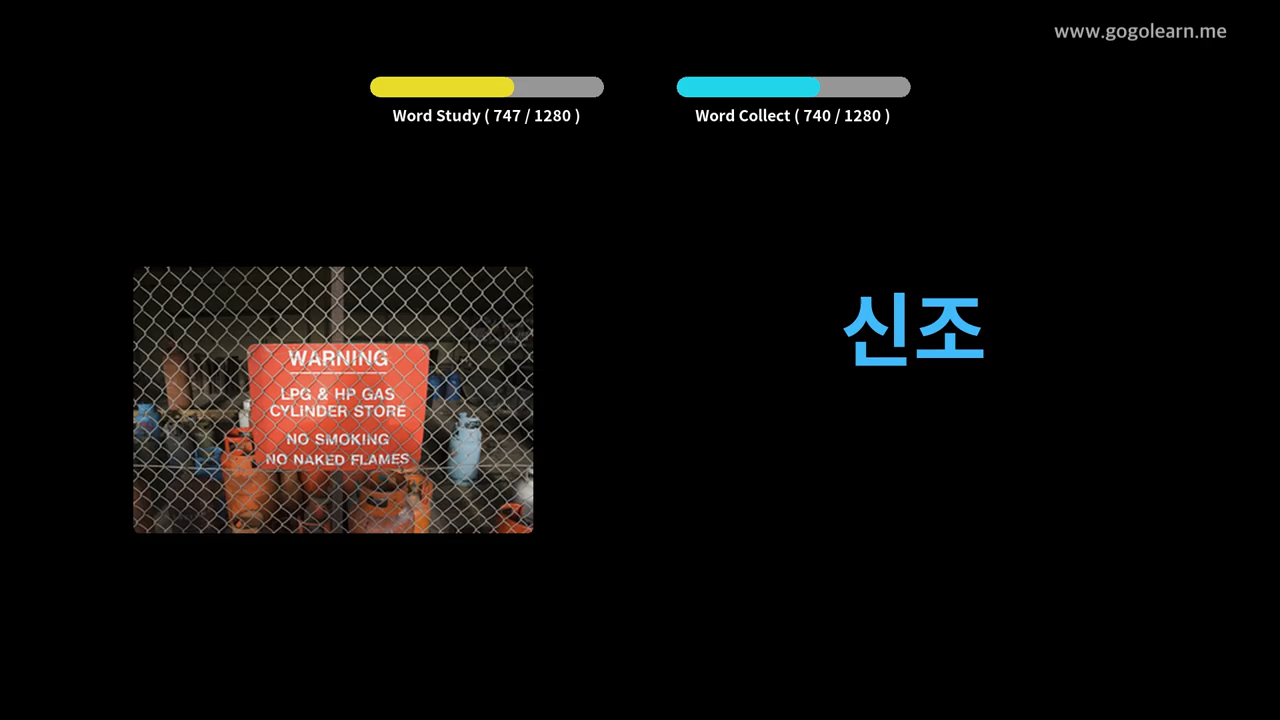 www.gogolearn.me
Word Study ( 747 / 1280 )
Word Collect ( 740 / 1280 )
WARNING
LPG & HP GAS
CYLINDER STORE
NO SMOKING
NO NAKED FLAMES
신조